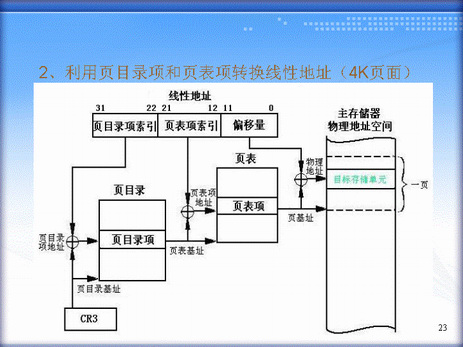 2、利用页目录项和页表项转换线性地址（4K页面）
线性地址
31 22 21 12 11 0
页目录项索引 页表项索引 偏移量
主存储器
物理地址空间
页表
物理
地址
目标存储单元
一页
页目录
页表项
地址
页表项
页基址
页目录
项地址
页目录项
页表基址
页目录基址
CR3
23